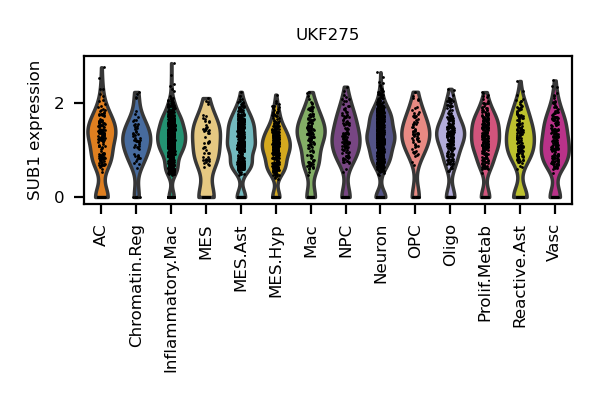 UKF275
SUB1 expression
2
0
AC
Chromatin.Reg
Inflammatory.Mac
MES
MES.Ast
MES.Hyp
Mac
NPC
Neuron
OPC
Oligo
Prolif.Metab
Reactive.Ast
Vasc